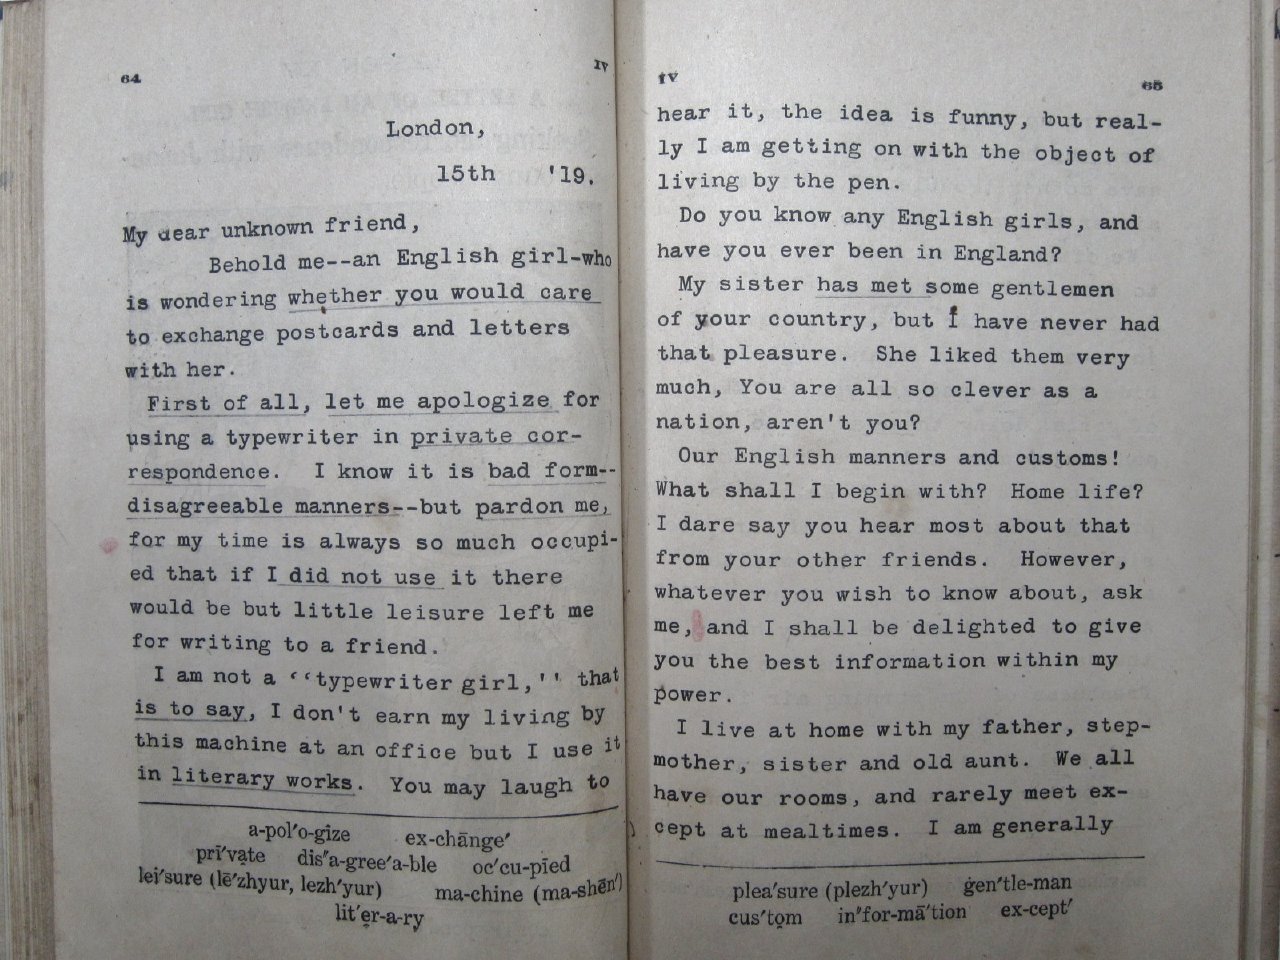 64
IV
London,
15th '19.
My dear unknown friend,
Behold me--an English girl-who
is wondering whether you would care
to exchange postcards and letters
with her.
First of all, let me apologize for
using a typewriter in private cor-
respondence. I know it is bad form--
disagreeable manners--but pardon me,
for my time is always so much occupi-
ed that if I did not use it there
would be but little leisure left me
for writing to a friend.
I am not a ‘‘typewriter girl,'' that
is to say, I don't earn my living by
this machine at an office but I use it
in literary works. You may laugh to
a-pol′o-gīze ex-chānge′
prī′vạte dis″a-gree′a-ble oc′cu-pīed
lei′sure (lē′zhyur, lezh′yur) ma-chine (ma-shēn′)
lit′ẹr-a-ry
IV
65
hear it, the idea is funny, but real-
ly I am getting on with the object of
living by the pen.
Do you know any English girls, and
have you ever been in England?
My sister has met some gentlemen
of your country, but I have never had
that pleasure. She liked them very
much, You are all so clever as a
nation, aren't you?
Our English manners and customs!
What shall I begin with? Home life?
I dare say you hear most about that
from your other friends. However,
whatever you wish to know about, ask
me, and I shall be delighted to give
you the best information within my
power.
I live at home with my father, step-
mother, sister and old aunt. We all
have our rooms, and rarely meet ex-
cept at mealtimes. I am generally
plea′sure (plezh′yur) ġen′tle-man
cus′tọm in″for-mā′tion ex-cept′